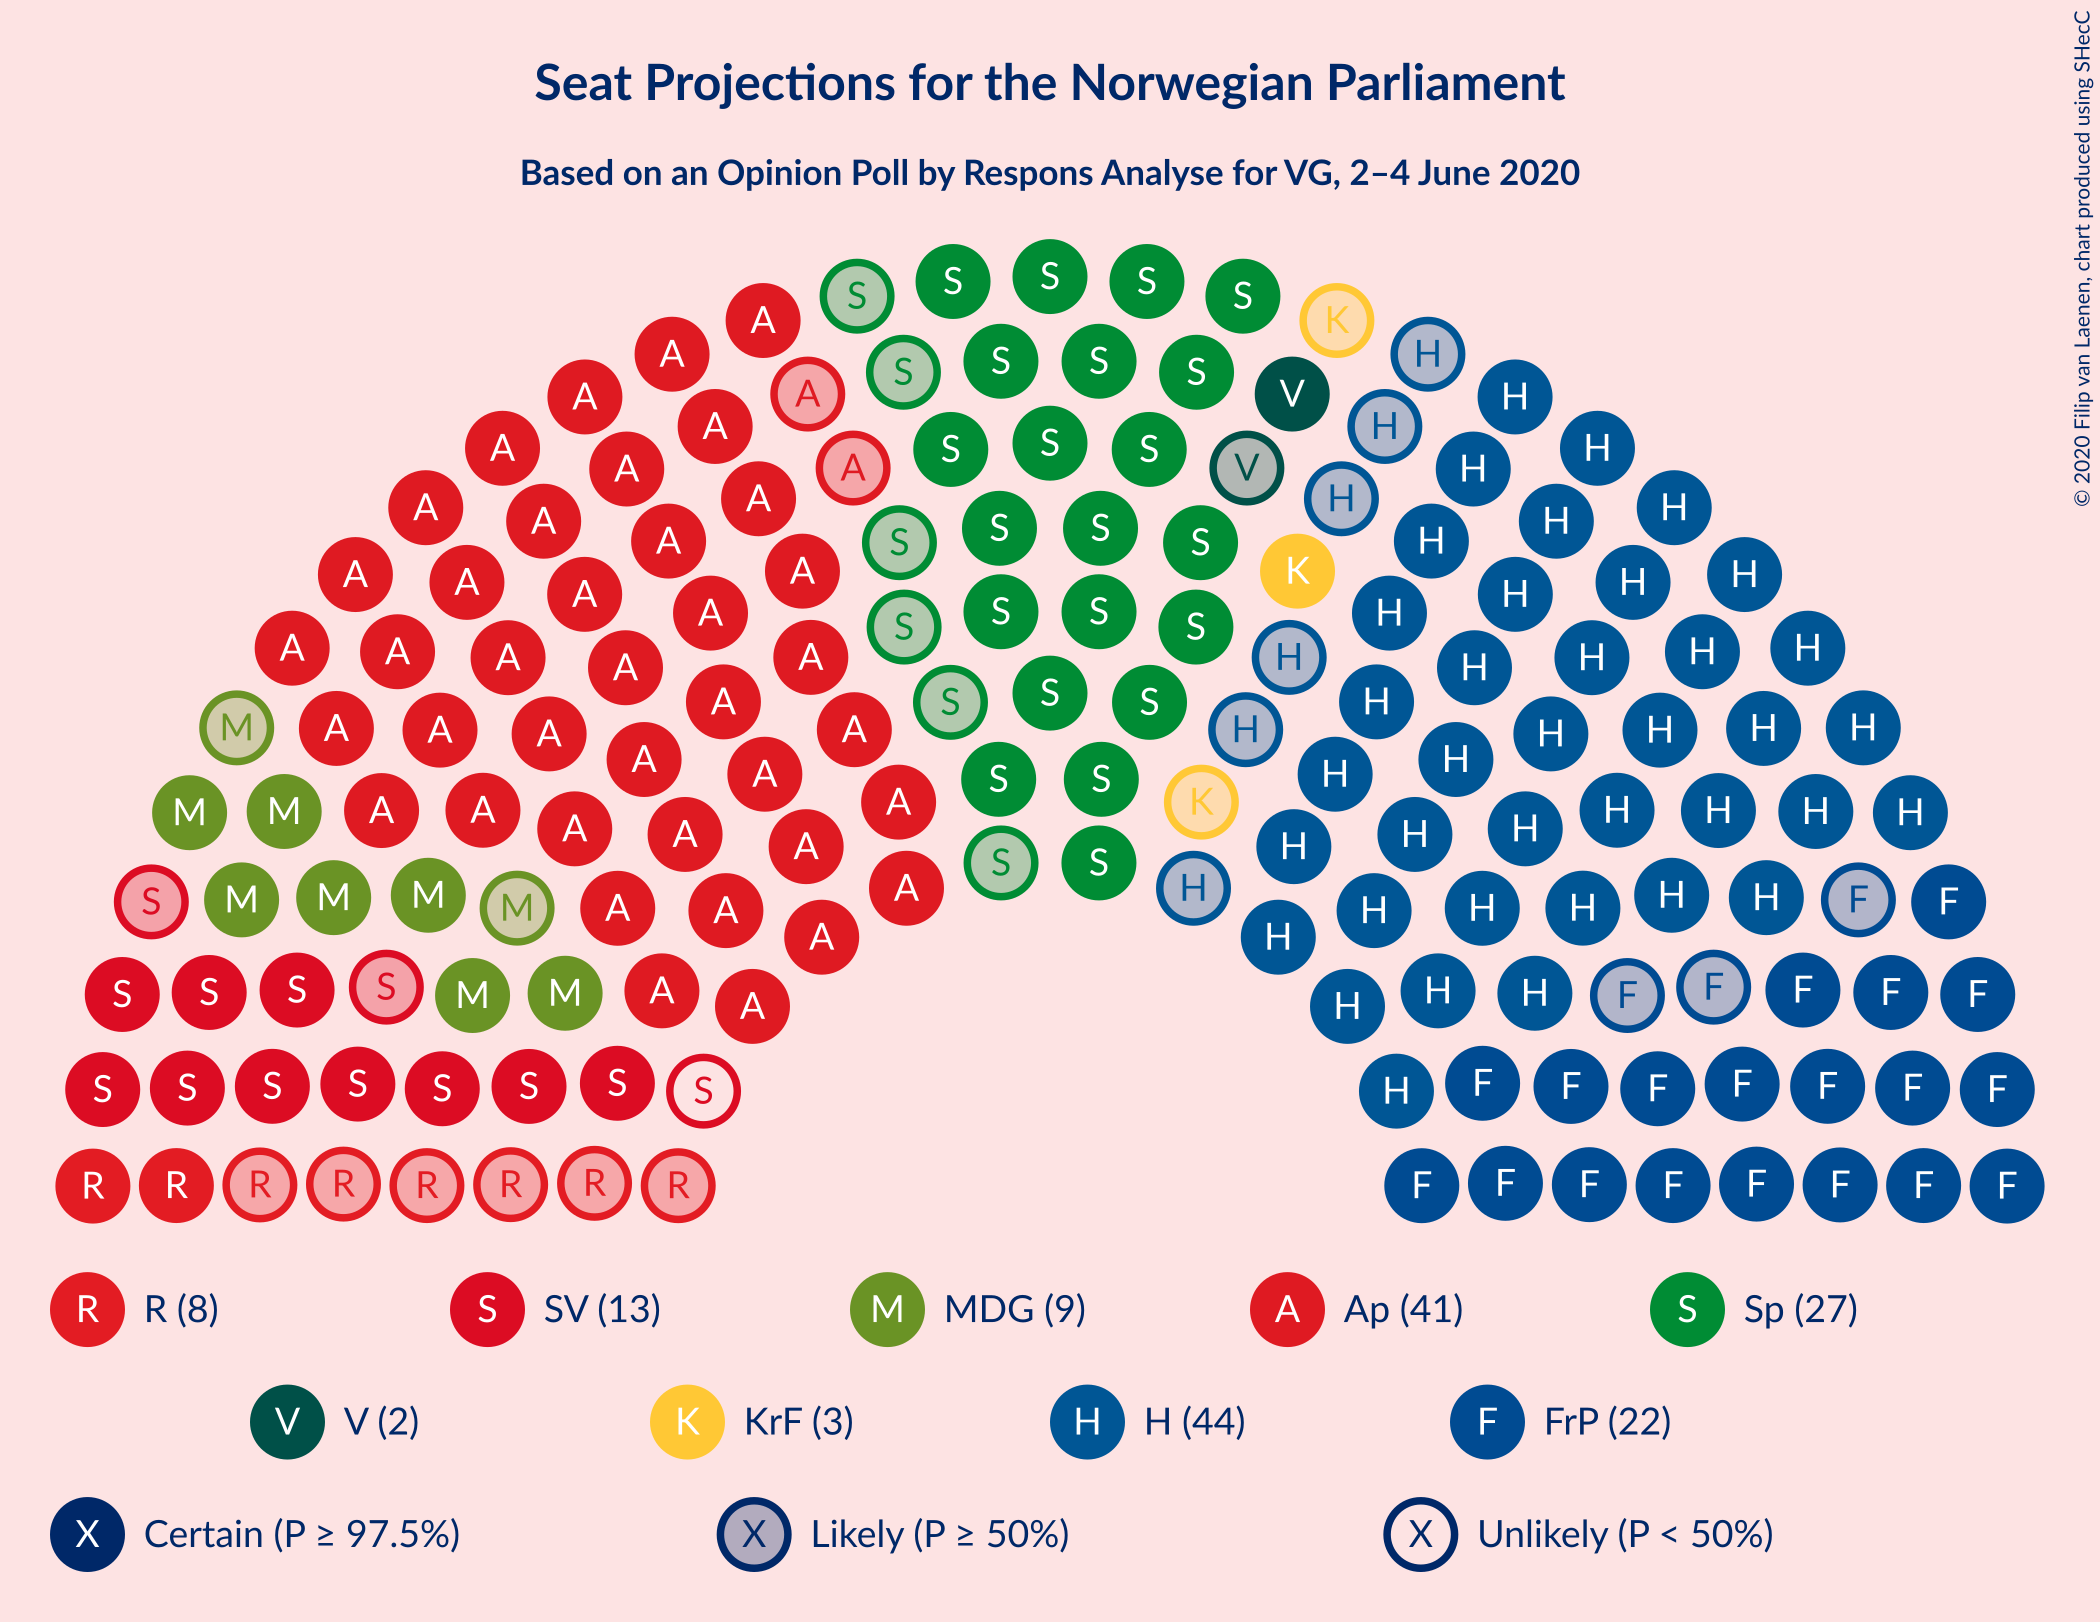 © 2020 Filip van Laenen, chart produced using SHecC
Seat Projections for the Norwegian Parliament
Based on an Opinion Poll by Respons Analyse for VG, 2–4 June 2020
A S S S S S K
A S S S S H
A A V H
A A A S S S V H H
A A H H
A A A S S S S H H H
A A A A K H H H
A S S S S H
A A A A A H H H H H
M A A A A A S S S H H H H H H
A A S S H H
M M A A A A A A K H H H H H H H
S M M M M A A A S S H H H H H H F F
A H
S S S S M M A A H H H F F F F F
S S S S S S S S H F F F F F F F
R R R R R R R R F F F F F F F F
R R (8) S SV (13) M MDG (9) A Ap (41) S Sp (27)
V V (2) K KrF (3) H H (44) F FrP (22)
X Certain (P ≥ 97.5%) X Likely (P ≥ 50%) X Unlikely (P < 50%)